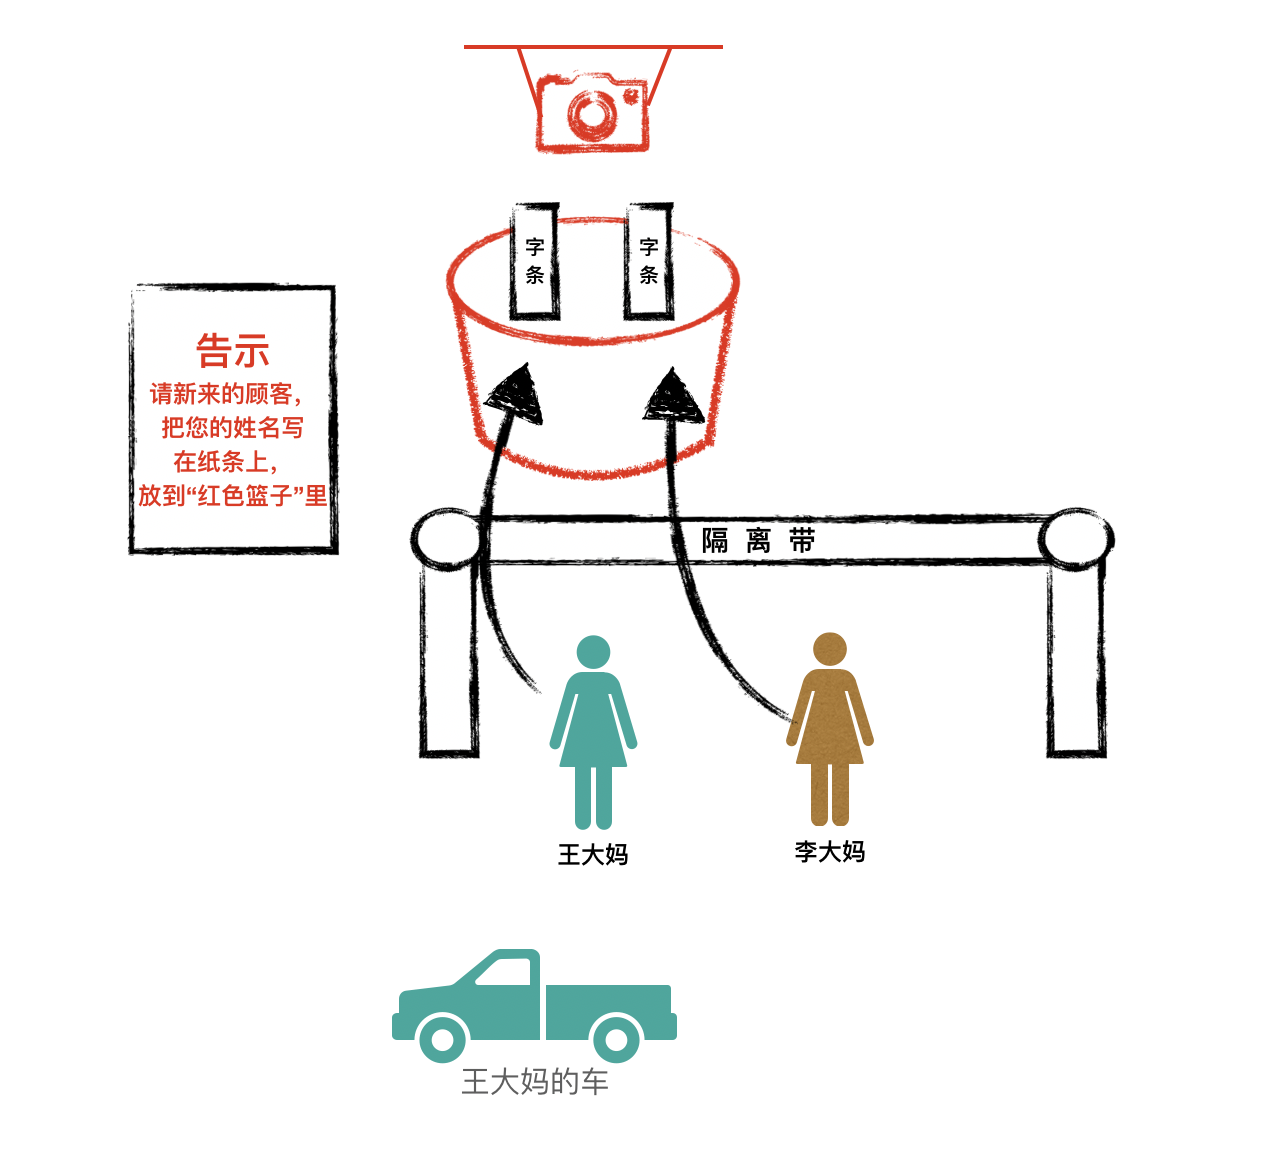 字
条
字
条
告示
请新来的顾客，
把您的姓名写
在纸条上，
放到“红色篮子”里
隔 离 带
王大妈
李大妈
王大妈的车